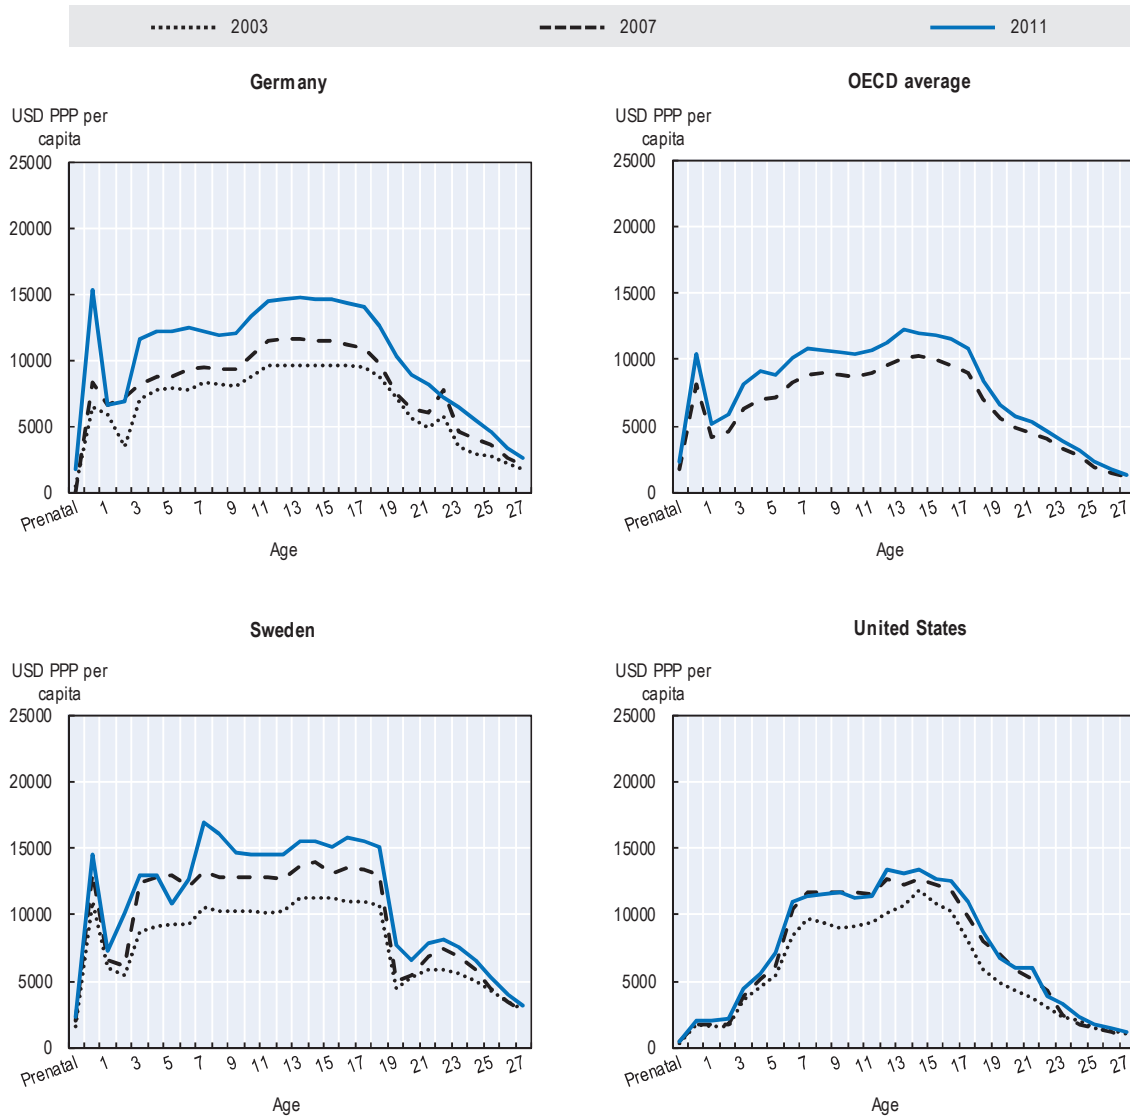 2003 2007 2011
Germany
USD PPP per
capita
25000
20000
15000
10000
5000
0
Prenatal 1 3 5 7 9 11 13 15 17 19 21 23 25 27
Age
OECD average
USD PPP per
capita
25000
20000
15000
10000
5000
0
Prenatal 1 3 5 7 9 11 13 15 17 19 21 23 25 27
Age
Sweden
USD PPP per
capita
25000
20000
15000
10000
5000
0
Prenatal 1 3 5 7 9 11 13 15 17 19 21 23 25 27
Age
United States
USD PPP per
capita
25000
20000
15000
10000
5000
0
Prenatal 1 3 5 7 9 11 13 15 17 19 21 23 25 27
Age